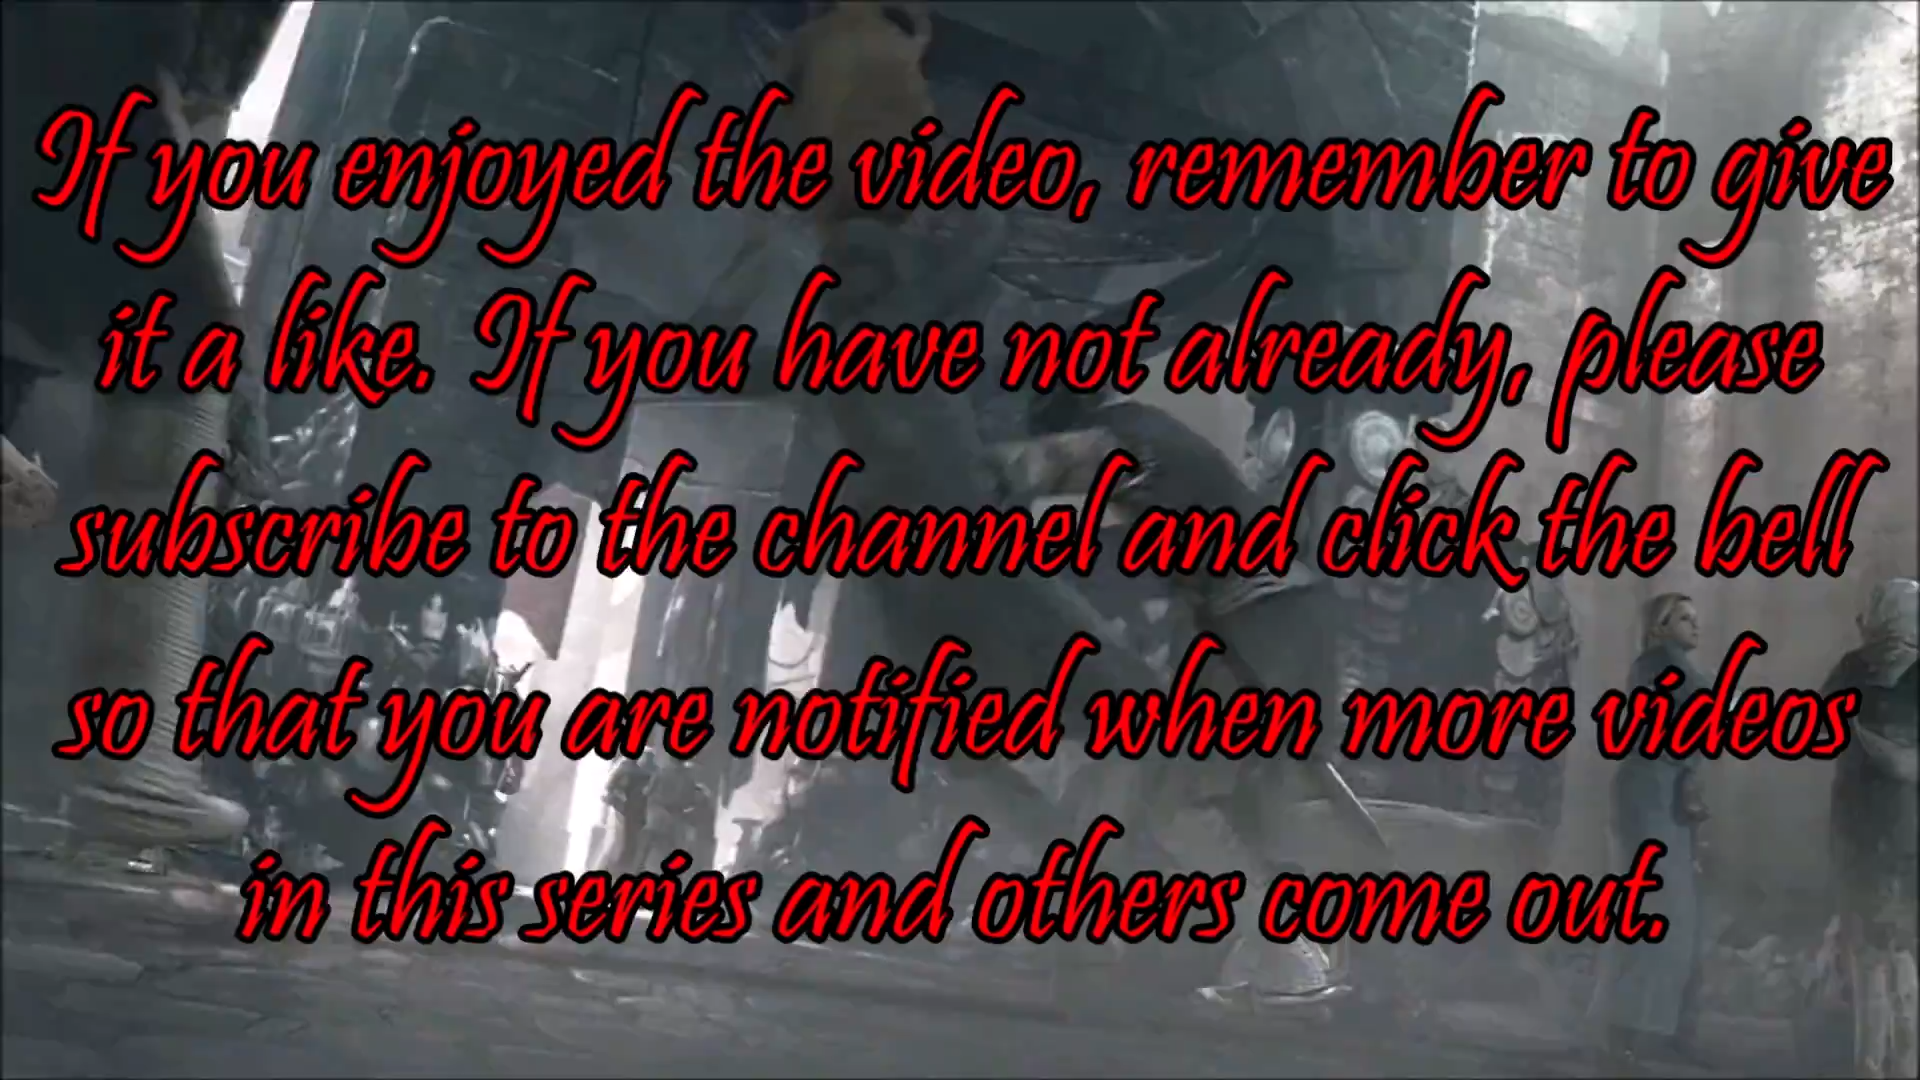 If you enjoyed the video, remember to give
it a like. If you have not already, please
subscribe to the channel and click the bell
so that you are notified when more videos
in this series and others come out.